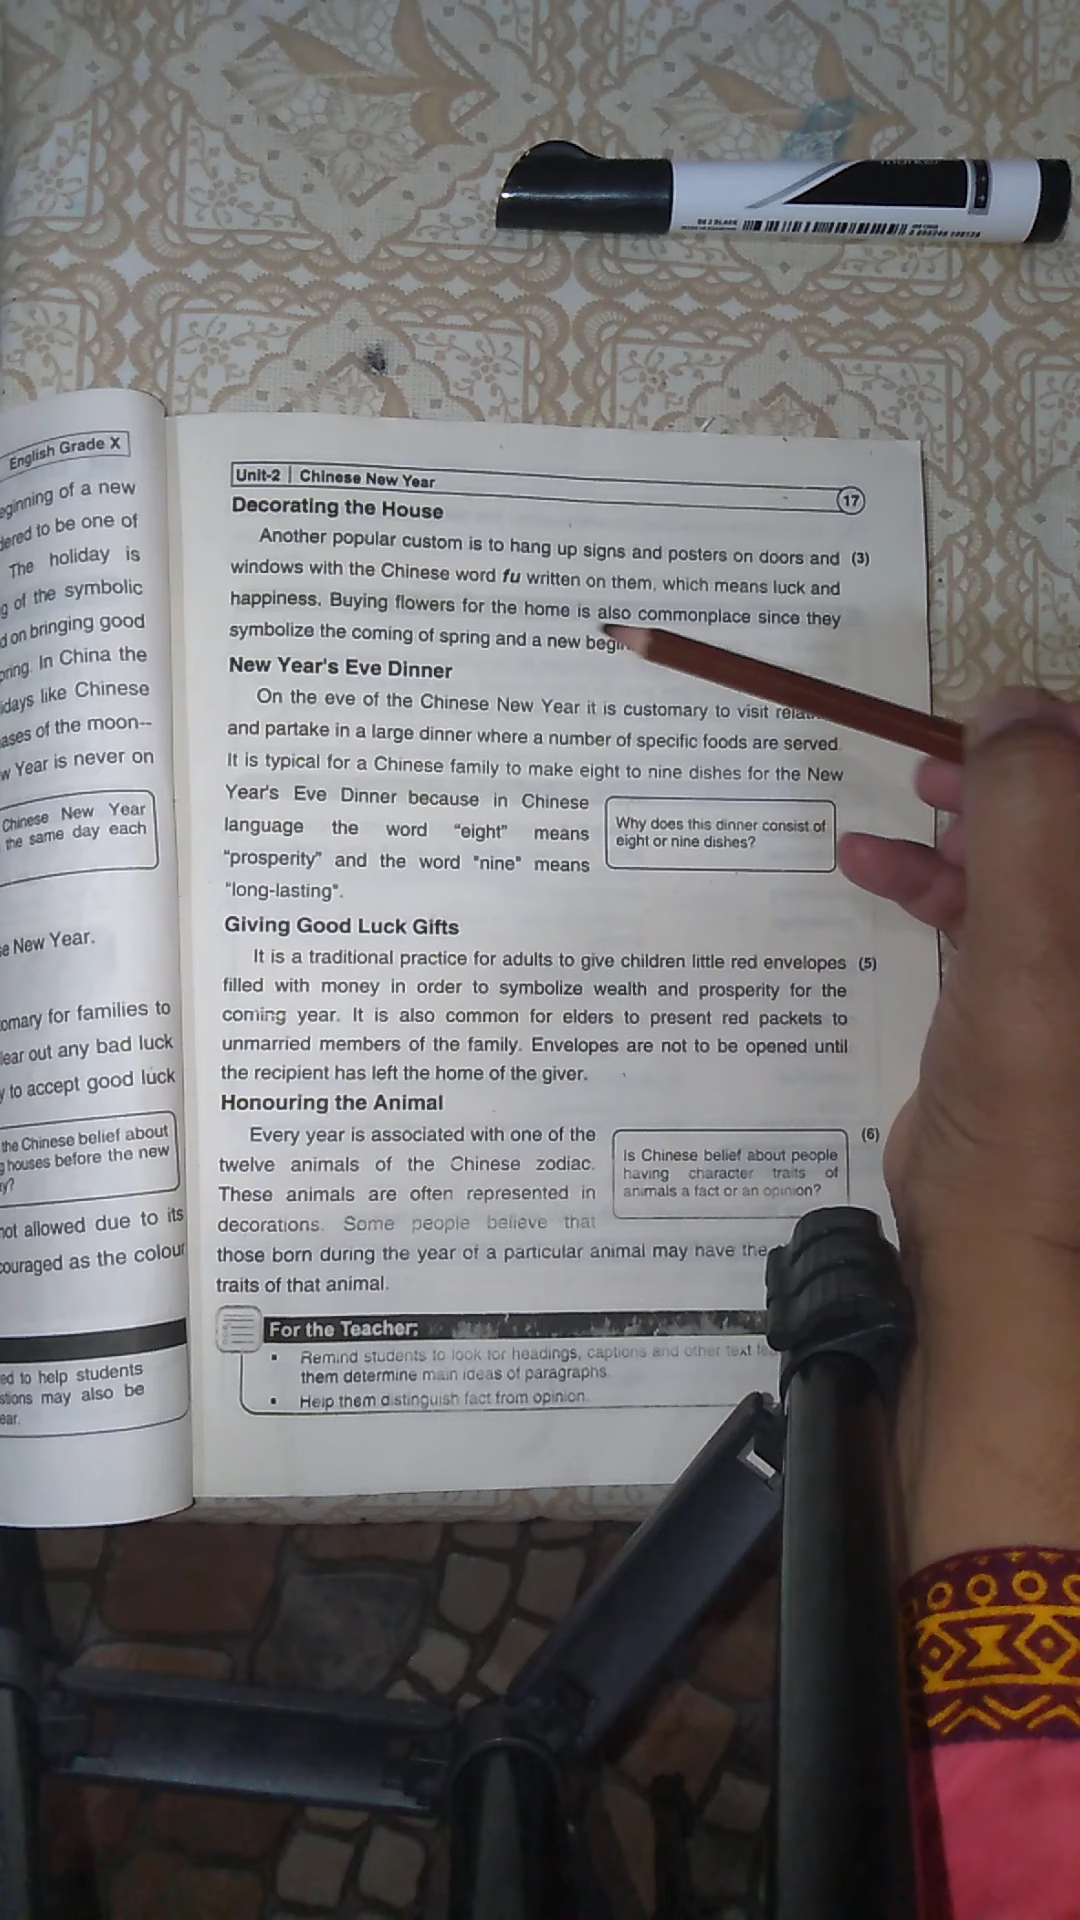 English Grade X
eginning of a new
dered to be one of
The holiday is
g of the symbolic
d on bringing good
pring. In China the
idays like Chinese
ases of the moon--
w Year is never on
Chinese New Year
the same day each
se New Year.
omary for families to
lear out any bad luck
y to accept good luck
the Chinese belief about
g houses before the new
y?
not allowed due to its
couraged as the colour
ed to help students
stions may also be
ear.
Unit-2 | Chinese New Year
17
Decorating the House
Another popular custom is to hang up signs and posters on doors and (3)
windows with the Chinese word fu written on them, which means luck and
happiness. Buying flowers for the home is also commonplace since they
symbolize the coming of spring and a new begin
New Year's Eve Dinner
On the eve of the Chinese New Year it is customary to visit relat
and partake in a large dinner where a number of specific foods are served.
It is typical for a Chinese family to make eight to nine dishes for the New
Year's Eve Dinner because in Chinese
language the word "eight" means
"prosperity" and the word "nine" means
"long-lasting".
Why does this dinner consist of
eight or nine dishes?
Giving Good Luck Gifts
It is a traditional practice for adults to give children little red envelopes (5)
filled with money in order to symbolize wealth and prosperity for the
coming year. It is also common for elders to present red packets to
unmarried members of the family. Envelopes are not to be opened until
the recipient has left the home of the giver.
Honouring the Animal
Every year is associated with one of the (6)
twelve animals of the Chinese zodiac.
These animals are often represented in
decorations. Some people believe that
Is Chinese belief about people
having character traits of
animals a fact or an opinion?
those born during the year of a particular animal may have the
traits of that animal.
For the Teacher:
• Remind students to look for headings, captions and other text
them determine main ideas of paragraphs.
• Help them distinguish fact from opinion.